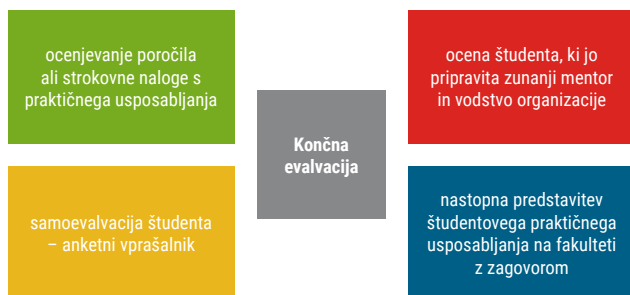 ocenjevanje poročila
ali strokovne naloge s
praktičnega usposabljanja
ocena študenta, ki jo
pripravita zunanji mentor
in vodstvo organizacije
Končna
evalvacija
samoevalvacija študenta
– anketni vprašalnik
nastopna predstavitev
študentovega praktičnega
usposabljanja na fakulteti
z zagovorom